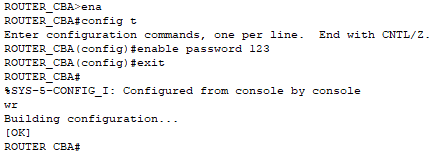 ROUTER_CBA>ena
ROUTER_CBA#config t
Enter configuration commands, one per line.  End with CNTL/Z.
ROUTER_CBA(config)#enable password 123
ROUTER_CBA(config)#exit
ROUTER_CBA#
%SYS-5-CONFIG_I: Configured from console by console
wr
Building configuration...
[OK]
ROUTER_CBA#